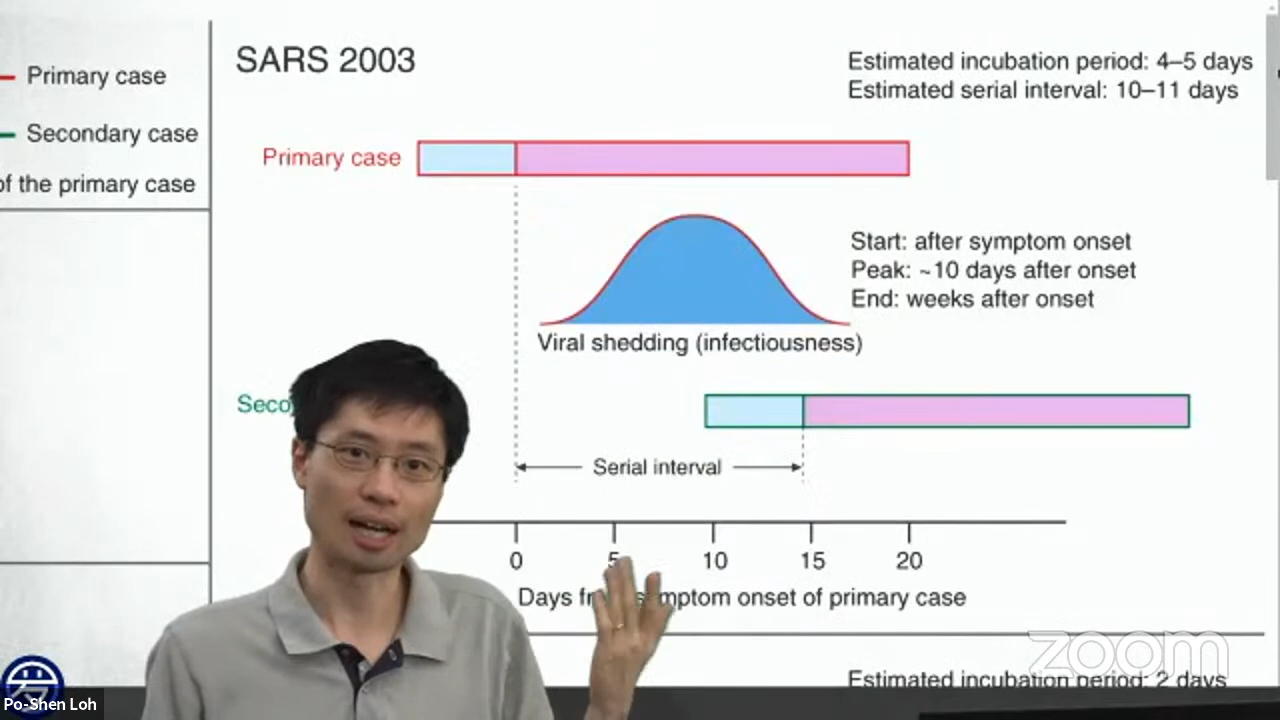 Primary case
Secondary case
of the primary case
SARS 2003
Estimated incubation period: 4–5 days
Estimated serial interval: 10–11 days
Primary case
Start: after symptom onset
Peak: ~10 days after onset
End: weeks after onset
Viral shedding (infectiousness)
Seco
Serial interval
0 5 10 15 20
Days symptom onset of primary case
zoom
Estimated incubation period: 2 days
Po-Shen Loh